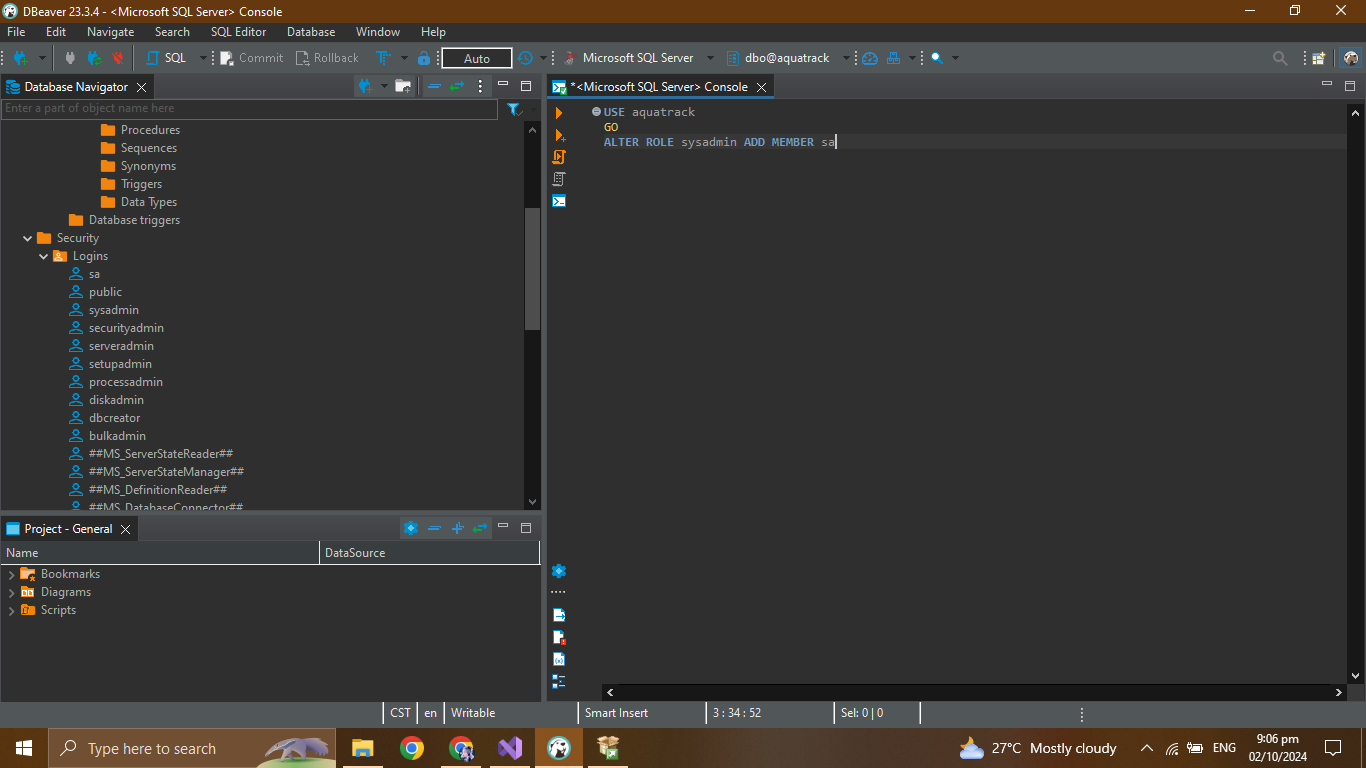 DBeaver 23.3.4 - <Microsoft SQL Server> Console
File Edit Navigate Search SQL Editor Database Window Help
SQL Commit Rollback Auto Microsoft SQL Server dbo@aquatrack
Database Navigator
Enter a part of object name here
Procedures
Sequences
Synonyms
Triggers
Data Types
Database triggers
Security
Logins
sa
public
sysadmin
securityadmin
serveradmin
setupadmin
processadmin
diskadmin
dbcreator
bulkadmin
##MS_ServerStateReader##
##MS_ServerStateManager##
##MS_DefinitionReader##
##MS_DatabaseConnector##
Project - General
Name DataSource
Bookmarks
Diagrams
Scripts
*<Microsoft SQL Server> Console
USE aquatrack
GO
ALTER ROLE sysadmin ADD MEMBER sa
CST en Writable Smart Insert 3 : 34 : 52 Sel: 0 | 0
Type here to search
27°C Mostly cloudy
ENG
9:06 pm
02/10/2024